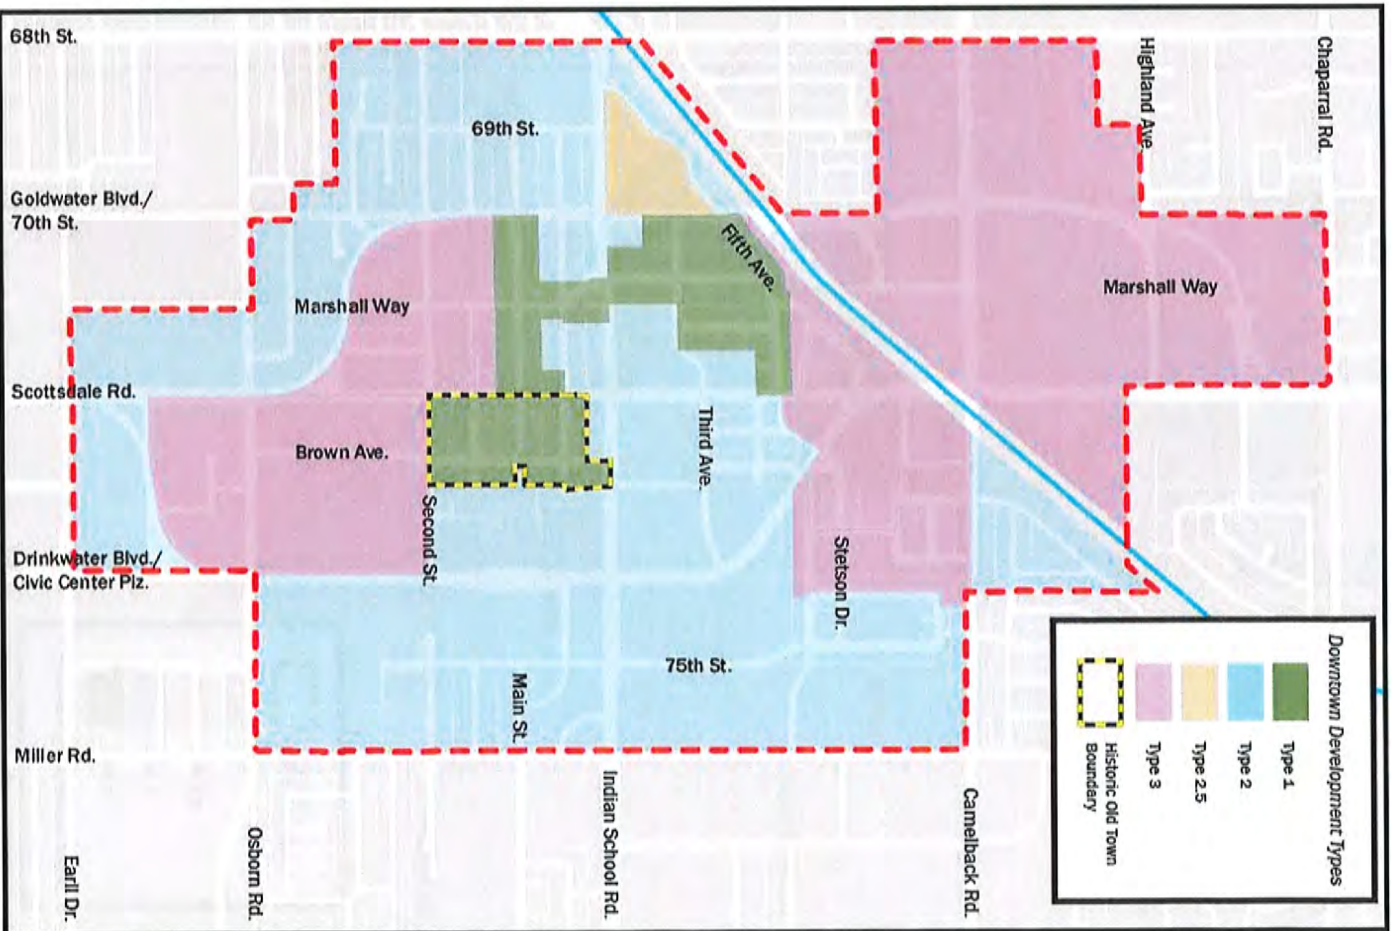 68th St.
69th St.
Highland Ave.
Chaparral Rd.
Goldwater Blvd./
70th St.
Fifth Ave.
Marshall Way
Marshall Way
Scottsdale Rd.
Third Ave.
Brown Ave.
Second St.
Stetson Dr.
Drinkwater Blvd./
Civic Center Plz.
75th St.
Main St.
Miller Rd.
Indian School Rd.
Camelback Rd.
Osborn Rd.
Earll Dr.
Downtown Development Types
Type 1
Type 2
Type 2.5
Type 3
Historic Old Town
Boundary